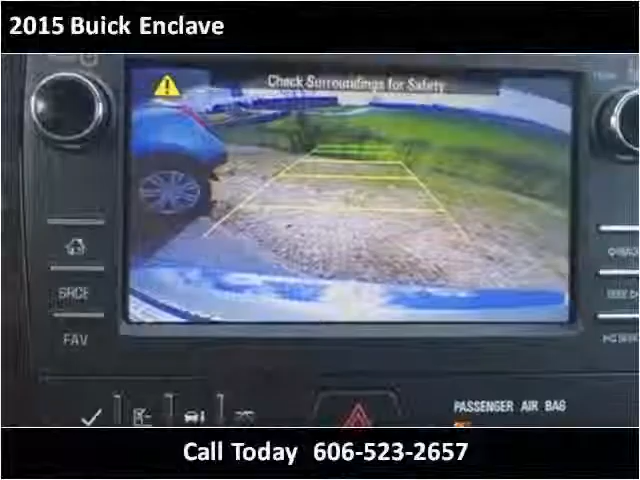 2015 Buick Enclave
Check Surroundings for Safety
SRCE
FAV
PASSENGER AIR BAG
Call Today 606-523-2657